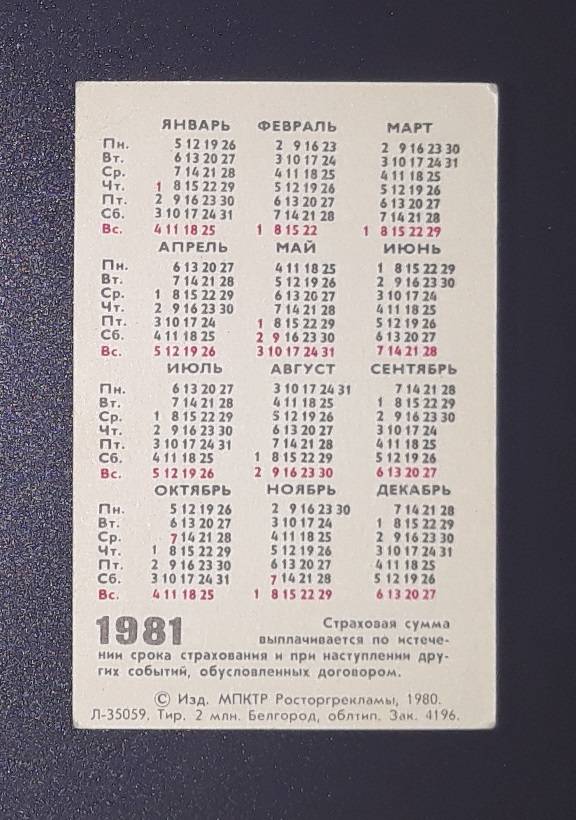 ЯНВАРЬ ФЕВРАЛЬ МАРТ
Пн. 5 12 19 26 2 9 16 23 2 9 16 23 30
Вт. 6 13 20 27 3 10 17 24 3 10 17 24 31
Ср. 7 14 21 28 4 11 18 25 4 11 18 25
Чт. 1 8 15 22 29 5 12 19 26 5 12 19 26
Пт. 2 9 16 23 30 6 13 20 27 6 13 20 27
Сб. 3 10 17 24 31 7 14 21 28 7 14 21 28
Вс. 4 11 18 25 1 8 15 22 1 8 15 22 29
АПРЕЛЬ МАЙ ИЮНЬ
Пн. 6 13 20 27 4 11 18 25 1 8 15 22 29
Вт. 7 14 21 28 5 12 19 26 2 9 16 23 30
Ср. 1 8 15 22 29 6 13 20 27 3 10 17 24
Чт. 2 9 16 23 30 7 14 21 28 4 11 18 25
Пт. 3 10 17 24 1 8 15 22 29 5 12 19 26
Сб. 4 11 18 25 2 9 16 23 30 6 13 20 27
Вс. 5 12 19 26 3 10 17 24 31 7 14 21 28
ИЮЛЬ АВГУСТ СЕНТЯБРЬ
Пн. 6 13 20 27 3 10 17 24 31 7 14 21 28
Вт. 7 14 21 28 4 11 18 25 1 8 15 22 29
Ср. 1 8 15 22 29 5 12 19 26 2 9 16 23 30
Чт. 2 9 16 23 30 6 13 20 27 3 10 17 24
Пт. 3 10 17 24 31 7 14 21 28 4 11 18 25
Сб. 4 11 18 25 1 8 15 22 29 5 12 19 26
Вс. 5 12 19 26 2 9 16 23 30 6 13 20 27
ОКТЯБРЬ НОЯБРЬ ДЕКАБРЬ
Пн. 5 12 19 26 2 9 16 23 30 7 14 21 28
Вт. 6 13 20 27 3 10 17 24 1 8 15 22 29
Ср. 7 14 21 28 4 11 18 25 2 9 16 23 30
Чт. 1 8 15 22 29 5 12 19 26 3 10 17 24 31
Пт. 2 9 16 23 30 6 13 20 27 4 11 18 25
Сб. 3 10 17 24 31 7 14 21 28 5 12 19 26
Вс. 4 11 18 25 1 8 15 22 29 6 13 20 27
1981 Страховая сумма
выплачивается по истече-
нии срока страхования и при наступлении дру-
гих событий, обусловленных договором.
© Изд. МПКТР Росторгрекламы, 1980.
Л-35059. Тир. 2 млн. Белгород, облтип. Зак. 4196.